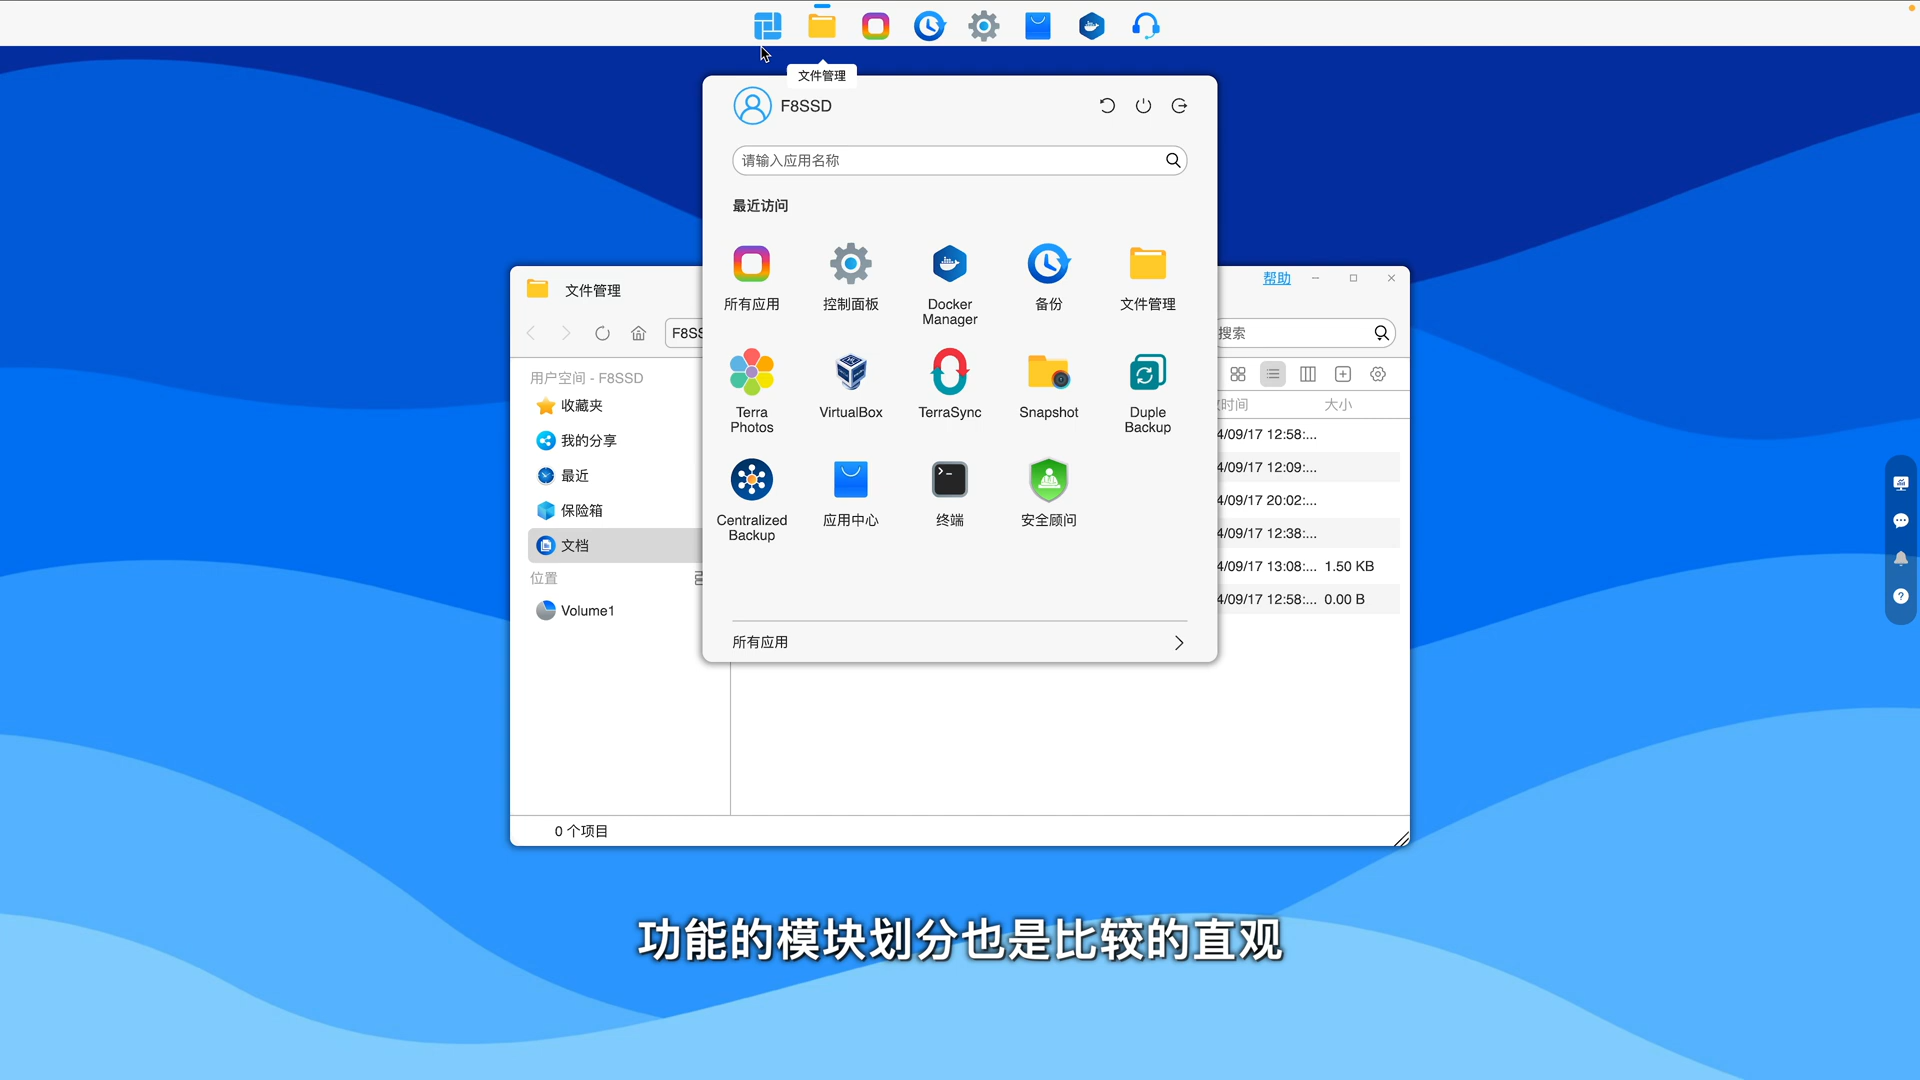 文件管理
F8SSD
请输入应用名称
最近访问
所有应用
控制面板
Docker
Manager
备份
文件管理
Terra
Photos
VirtualBox
TerraSync
Snapshot
Duple
Backup
Centralized
Backup
应用中心
终端
安全顾问
所有应用
文件管理
帮助
F8SS
搜索
用户空间 - F8SSD
收藏夹
我的分享
最近
保险箱
文档
位置
Volume1
时间
大小
4/09/17 12:58:...
4/09/17 12:09:...
4/09/17 20:02:...
4/09/17 12:38:...
4/09/17 13:08:... 1.50 KB
4/09/17 12:58:... 0.00 B
0 个项目
功能的模块划分也是比较的直观